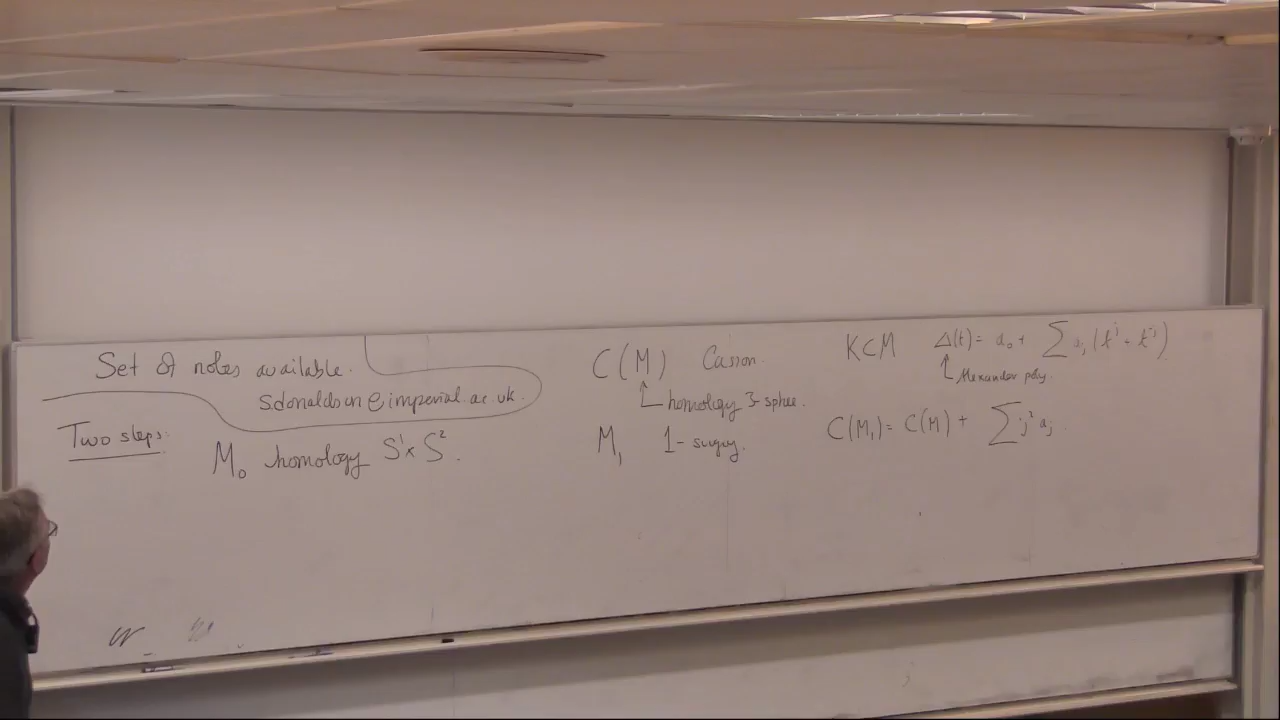 Set of notes available.
sdonaldson@imperial.ac.uk.
Two steps:
M₀ homology S¹×S².
C(M) Casson.
homology 3-sphere.
M₁ 1-surgery.
K⊂M Δ(t) = a₀ + ∑ aⱼ (tʲ + t⁻ʲ)
Alexander poly.
C(M₁) = C(M) + ∑ j² aⱼ.